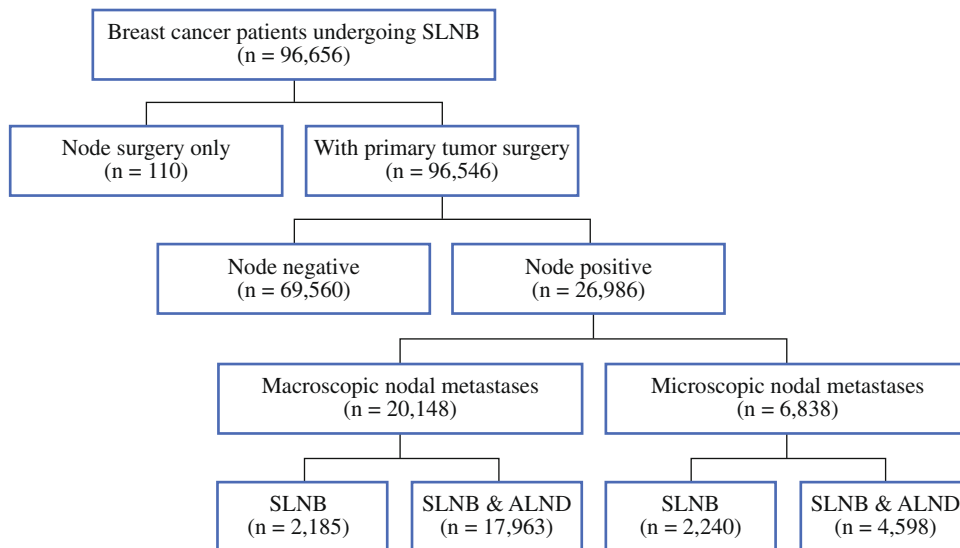 Breast cancer patients undergoing SLNB
(n = 96,656)
Node surgery only
(n = 110)
With primary tumor surgery
(n = 96,546)
Node negative
(n = 69,560)
Node positive
(n = 26,986)
Macroscopic nodal metastases
(n = 20,148)
Microscopic nodal metastases
(n = 6,838)
SLNB
(n = 2,185)
SLNB & ALND
(n = 17,963)
SLNB
(n = 2,240)
SLNB & ALND
(n = 4,598)